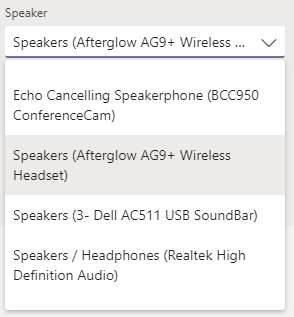 Speaker
Speakers (Afterglow AG9+ Wireless ...
Echo Cancelling Speakerphone (BCC950
ConferenceCam)
Speakers (Afterglow AG9+ Wireless
Headset)
Speakers (3- Dell AC511 USB SoundBar)
Speakers / Headphones (Realtek High
Definition Audio)